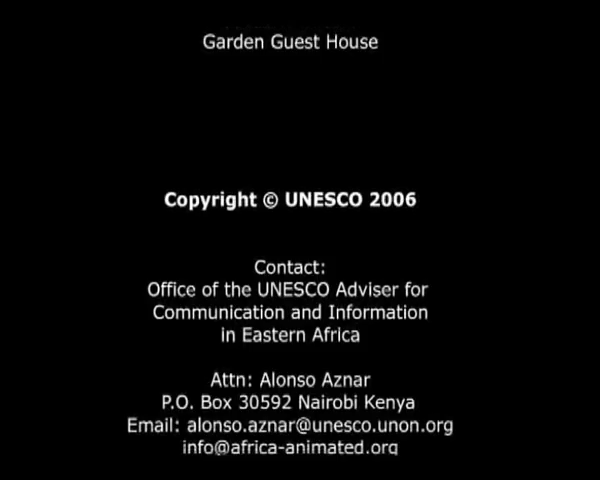 Garden Guest House
Copyright © UNESCO 2006
Contact:
Office of the UNESCO Adviser for
Communication and Information
in Eastern Africa
Attn: Alonso Aznar
P.O. Box 30592 Nairobi Kenya
Email: alonso.aznar@unesco.unon.org
info@africa-animated.org